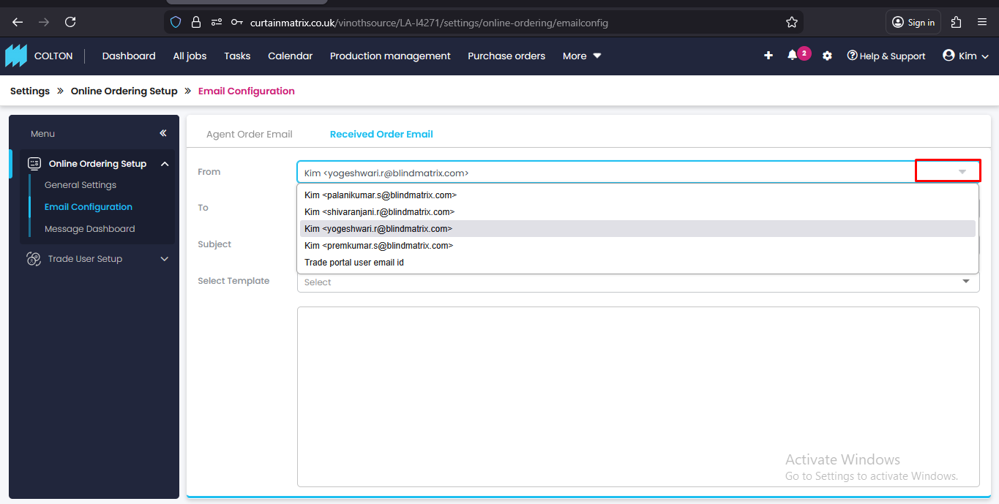 curtainmatrix.co.uk/vinothsource/LA-I4271/settings/online-ordering/emailconfig
Sign in
COLTON
Dashboard
All jobs
Tasks
Calendar
Production management
Purchase orders
More
2
Help & Support
Kim
Settings » Online Ordering Setup » Email Configuration
Menu
Online Ordering Setup
General Settings
Email Configuration
Message Dashboard
Trade User Setup
Agent Order Email
Received Order Email
From
Kim <yogeshwari.r@blindmatrix.com>
Kim <palanikumar.s@blindmatrix.com>
Kim <shivaranjani.r@blindmatrix.com>
Kim <yogeshwari.r@blindmatrix.com>
Kim <premkumar.s@blindmatrix.com>
Trade portal user email id
To
Subject
Select Template
Select
Activate Windows
Go to Settings to activate Windows.